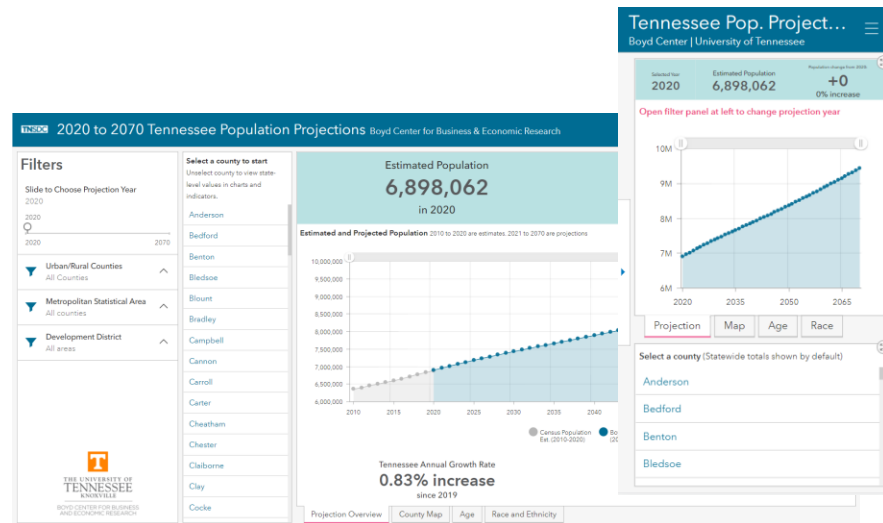 TNSDC 2020 to 2070 Tennessee Population Projections Boyd Center for Business & Economic Research
Filters
Slide to Choose Projection Year
2020
2020
2020 2070
Urban/Rural Counties
All Counties
Metropolitan Statistical Area
All counties
Development District
All areas
T
THE UNIVERSITY OF
TENNESSEE
KNOXVILLE
BOYD CENTER FOR BUSINESS
AND ECONOMIC RESEARCH
Select a county to start
Unselect county to view state-
level values in charts and
indicators.
Anderson
Bedford
Benton
Bledsoe
Blount
Bradley
Campbell
Cannon
Carroll
Carter
Cheatham
Chester
Claiborne
Clay
Cocke
Estimated Population
6,898,062
in 2020
Estimated and Projected Population 2010 to 2020 are estimates. 2021 to 2070 are projections
10,000,000
9,500,000
9,000,000
8,500,000
8,000,000
7,500,000
7,000,000
6,500,000
6,000,000
2010 2015 2020 2025 2030 2035 2040
Census Population
Est. (2010-2020)
Bo
(20
Tennessee Annual Growth Rate
0.83% increase
since 2019
Projection Overview County Map Age Race and Ethnicity
Tennessee Pop. Project...
Boyd Center | University of Tennessee
Selected Year
2020
Estimated Population
6,898,062
Population change from 2020
+0
0% increase
Open filter panel at left to change projection year
10M
9M
8M
7M
6M
2020 2035 2050 2065
Projection Map Age Race
Select a county (Statewide totals shown by default)
Anderson
Bedford
Benton
Bledsoe